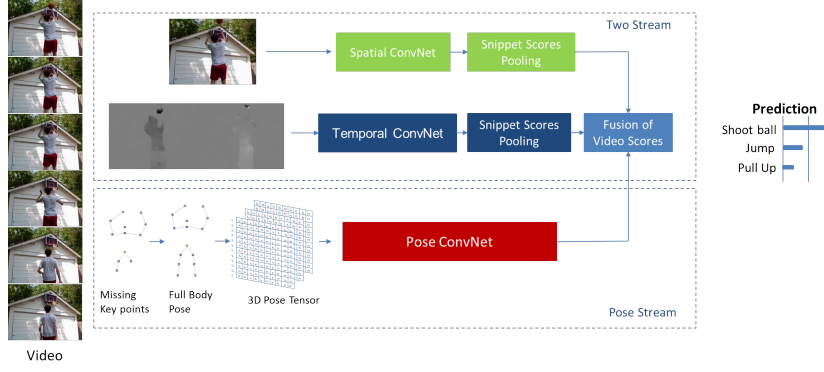 Two Stream
Spatial ConvNet
Snippet Scores
Pooling
Temporal ConvNet
Snippet Scores
Pooling
Fusion of
Video Scores
Prediction
Shoot ball
Jump
Pull Up
Pose ConvNet
Missing
Key points
Full Body
Pose
3D Pose Tensor
Pose Stream
Video